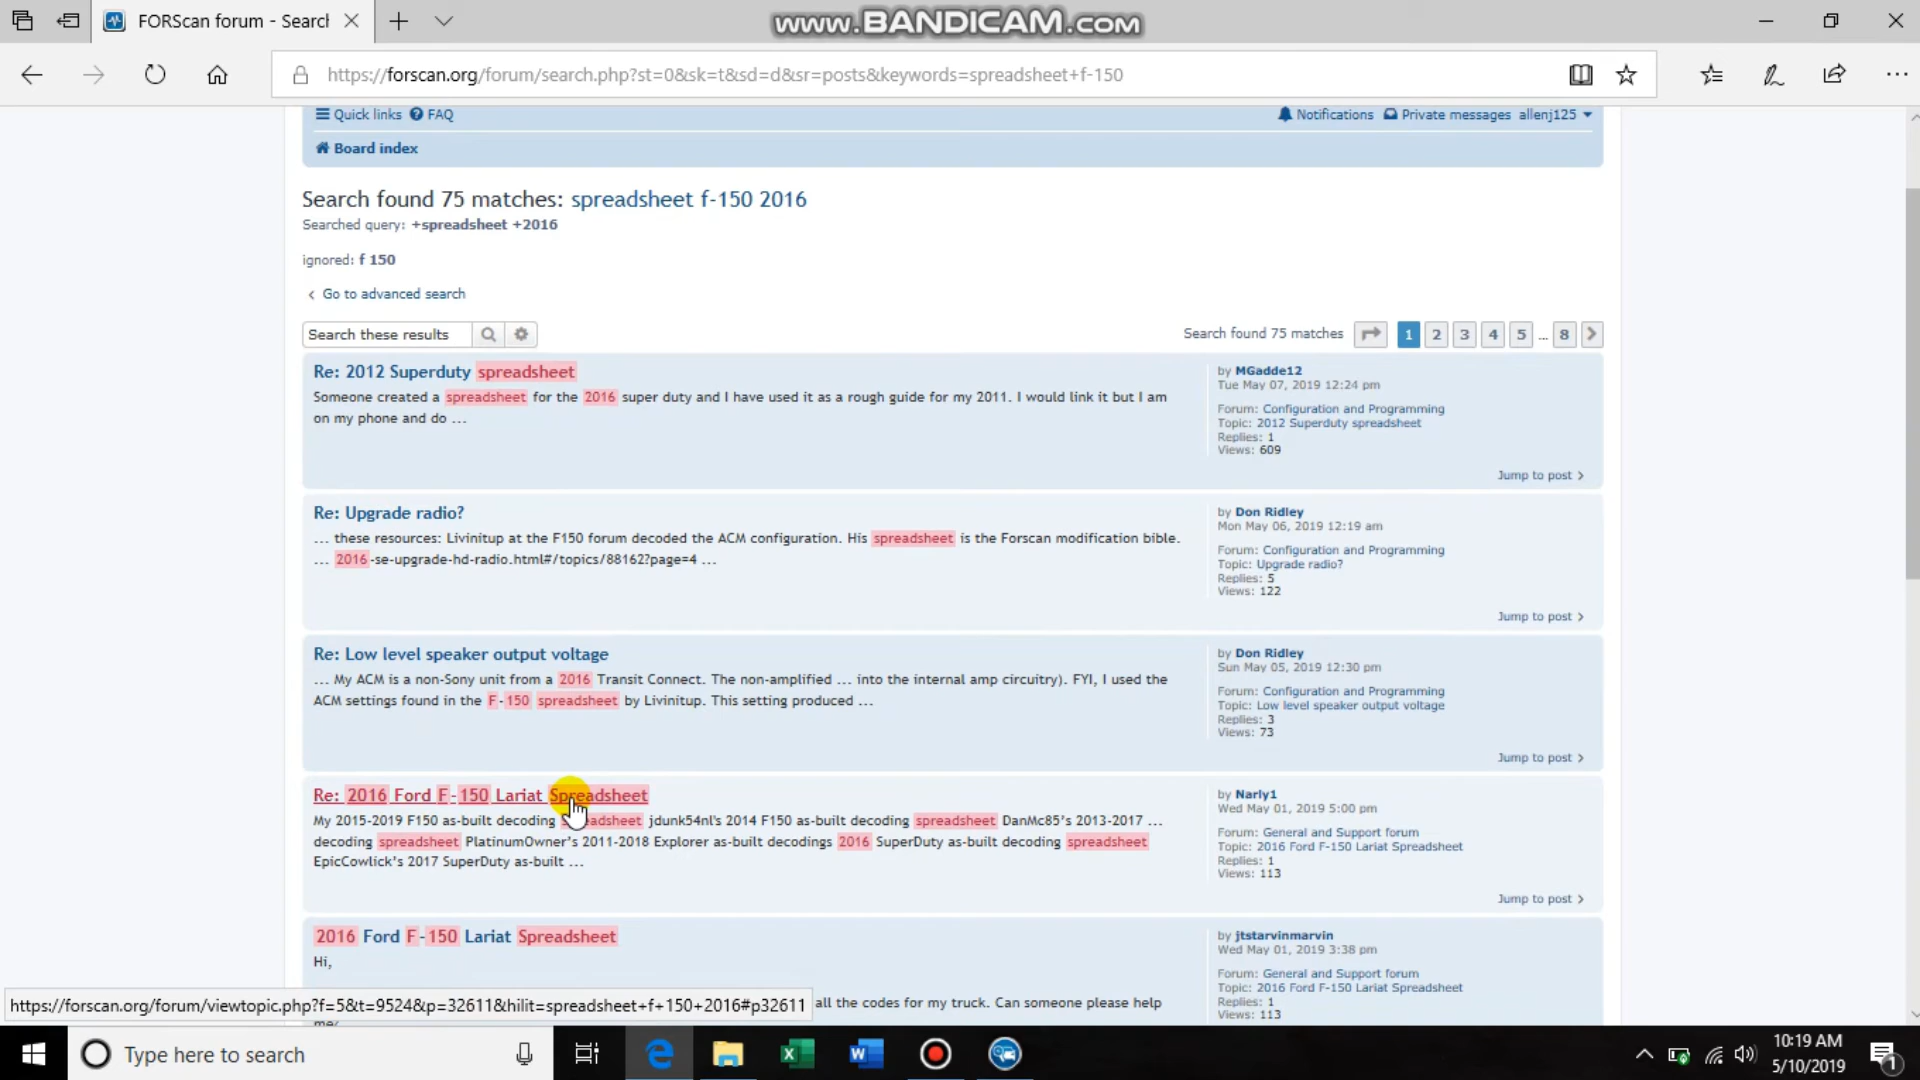 FORScan forum - Search
www.BANDICAM.com
https://forscan.org/forum/search.php?st=0&sk=t&sd=d&sr=posts&keywords=spreadsheet+f-150
Quick links FAQ
Notifications Private messages allenj125
Board index
Search found 75 matches: spreadsheet f-150 2016
Searched query: +spreadsheet +2016
ignored: f 150
Go to advanced search
Search these results
Search found 75 matches 1 2 3 4 5 ... 8
Re: 2012 Superduty spreadsheet
Someone created a spreadsheet for the 2016 super duty and I have used it as a rough guide for my 2011. I would link it but I am
on my phone and do ...
by MGadde12
Tue May 07, 2019 12:24 pm
Forum: Configuration and Programming
Topic: 2012 Superduty spreadsheet
Replies: 1
Views: 609
Jump to post
Re: Upgrade radio?
... these resources: Livinitup at the F150 forum decoded the ACM configuration. His spreadsheet is the Forscan modification bible.
... 2016-se-upgrade-hd-radio.html#/topics/88162?page=4 ...
by Don Ridley
Mon May 06, 2019 12:19 am
Forum: Configuration and Programming
Topic: Upgrade radio?
Replies: 5
Views: 122
Jump to post
Re: Low level speaker output voltage
... My ACM is a non-Sony unit from a 2016 Transit Connect. The non-amplified ... into the internal amp circuitry). FYI, I used the
ACM settings found in the F-150 spreadsheet by Livinitup. This setting produced ...
by Don Ridley
Sun May 05, 2019 12:30 pm
Forum: Configuration and Programming
Topic: Low level speaker output voltage
Replies: 3
Views: 73
Jump to post
Re: 2016 Ford F-150 Lariat Spreadsheet
My 2015-2019 F150 as-built decoding spreadsheet jdunk54nl's 2014 F150 as-built decoding spreadsheet DanMc85's 2013-2017 ...
decoding spreadsheet PlatinumOwner's 2011-2018 Explorer as-built decodings 2016 SuperDuty as-built decoding spreadsheet
EpicCowlick's 2017 SuperDuty as-built ...
by Narly1
Wed May 01, 2019 5:00 pm
Forum: General and Support forum
Topic: 2016 Ford F-150 Lariat Spreadsheet
Replies: 1
Views: 113
Jump to post
2016 Ford F-150 Lariat Spreadsheet
Hi,
all the codes for my truck. Can someone please help
me?
by jtstarvinmarvin
Wed May 01, 2019 3:38 pm
Forum: General and Support forum
Topic: 2016 Ford F-150 Lariat Spreadsheet
Replies: 1
Views: 113
https://forscan.org/forum/viewtopic.php?f=5&t=9524&p=32611&hilit=spreadsheet+f+150+2016#p32611
Type here to search
10:19 AM
5/10/2019
1